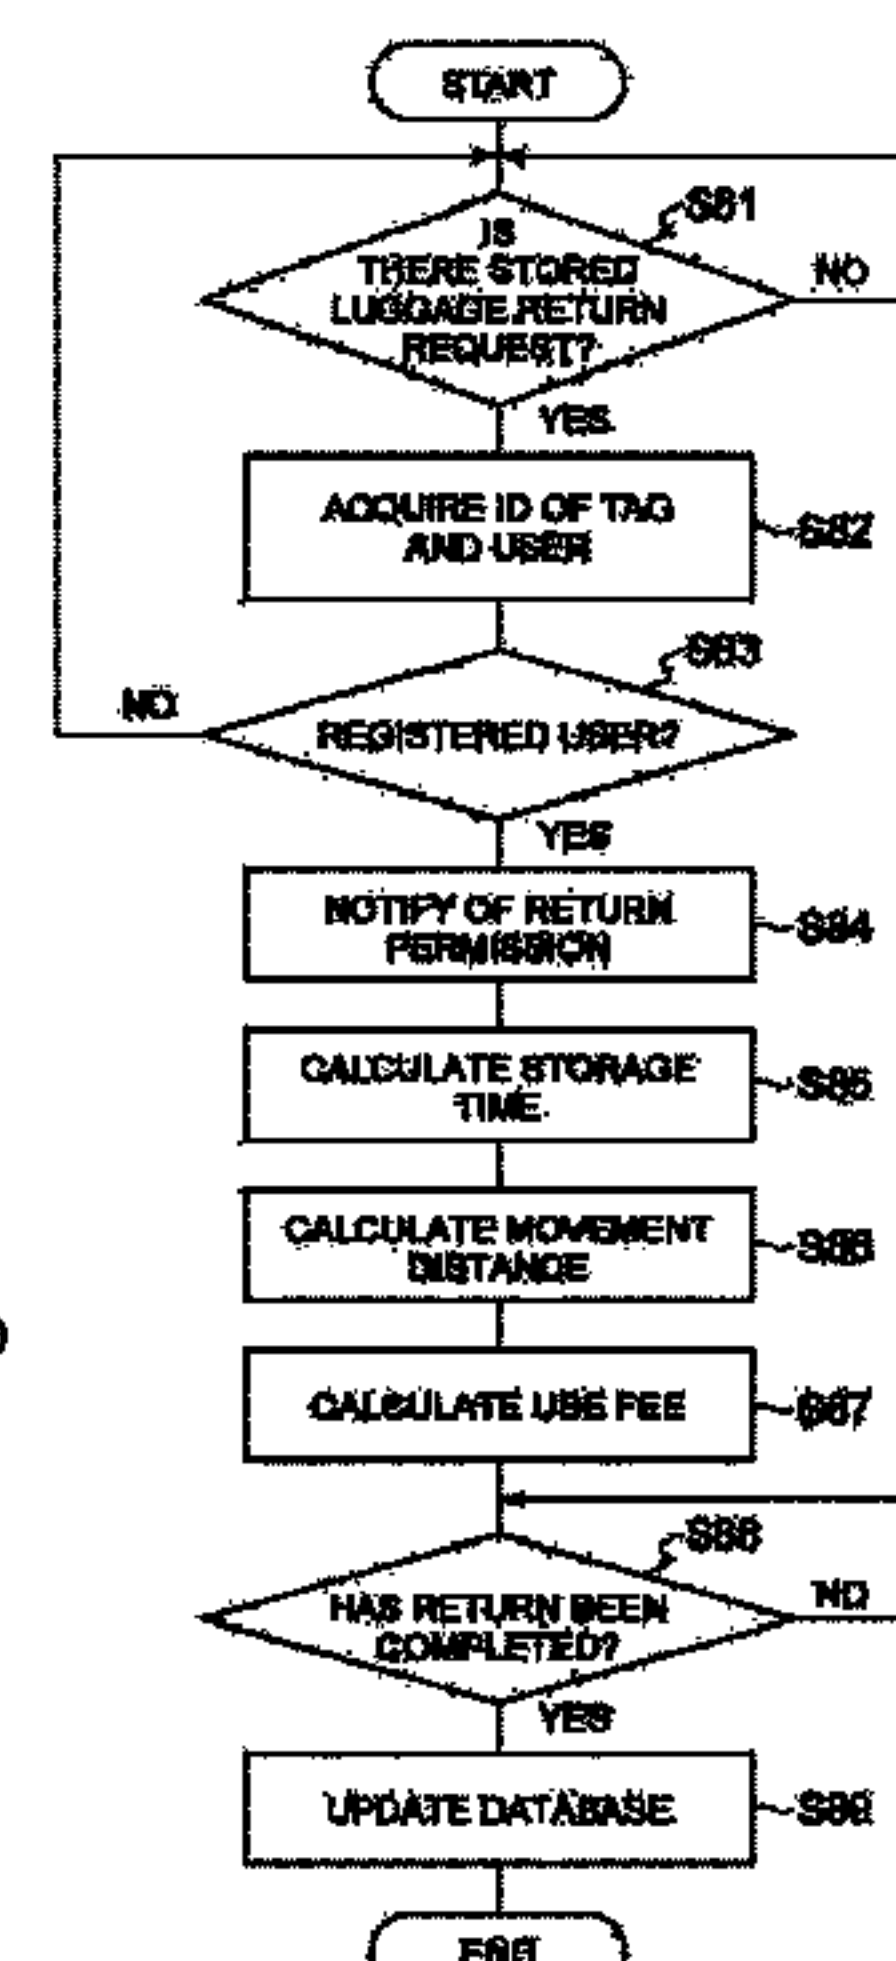 START
S81
IS
THERE STORED
LUGGAGE RETURN
REQUEST?
NO
YES
ACQUIRE ID OF TAG
AND USER
S82
S83
NO
REGISTERED USER?
YES
NOTIFY OF RETURN
PERMISSION
S84
CALCULATE STORAGE
TIME
S85
CALCULATE MOVEMENT
DISTANCE
S86
CALCULATE USE FEE
S87
S88
HAS RETURN BEEN
COMPLETED?
NO
YES
UPDATE DATABASE
S89
END